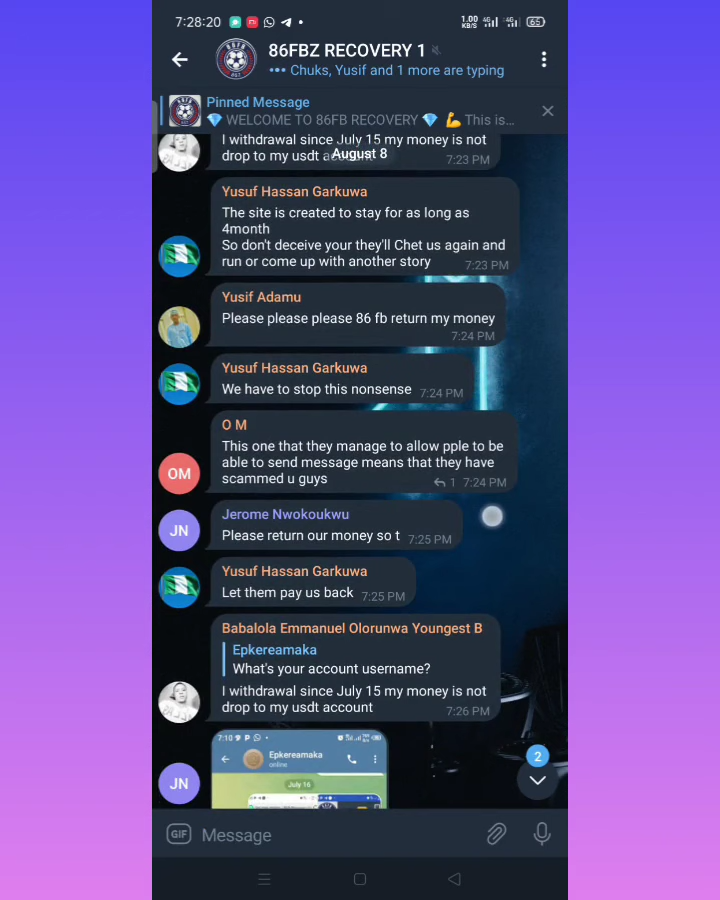 7:28:20
1.00 KB/S 4G 4G 65
86FBZ RECOVERY 1
Chuks, Yusif and 1 more are typing
Pinned Message
💎 WELCOME TO 86FB RECOVERY 💎 💪 This is...
I withdrawal since July 15 my money is not
drop to my usdt account 7:23 PM
August 8
Yusuf Hassan Garkuwa
The site is created to stay for as long as
4month
So don't deceive your they'll Chet us again and
run or come up with another story 7:23 PM
Yusif Adamu
Please please please 86 fb return my money
7:24 PM
Yusuf Hassan Garkuwa
We have to stop this nonsense 7:24 PM
O M
This one that they manage to allow pple to be
able to send message means that they have
scammed u guys 1 7:24 PM
OM
Jerome Nwokoukwu
Please return our money so t 7:25 PM
JN
Yusuf Hassan Garkuwa
Let them pay us back 7:25 PM
Babalola Emmanuel Olorunwa Youngest B
Epkereamaka
What's your account username?
I withdrawal since July 15 my money is not
drop to my usdt account 7:26 PM
7:10
Epkereamaka
online
July 16
JN
2
GIF Message